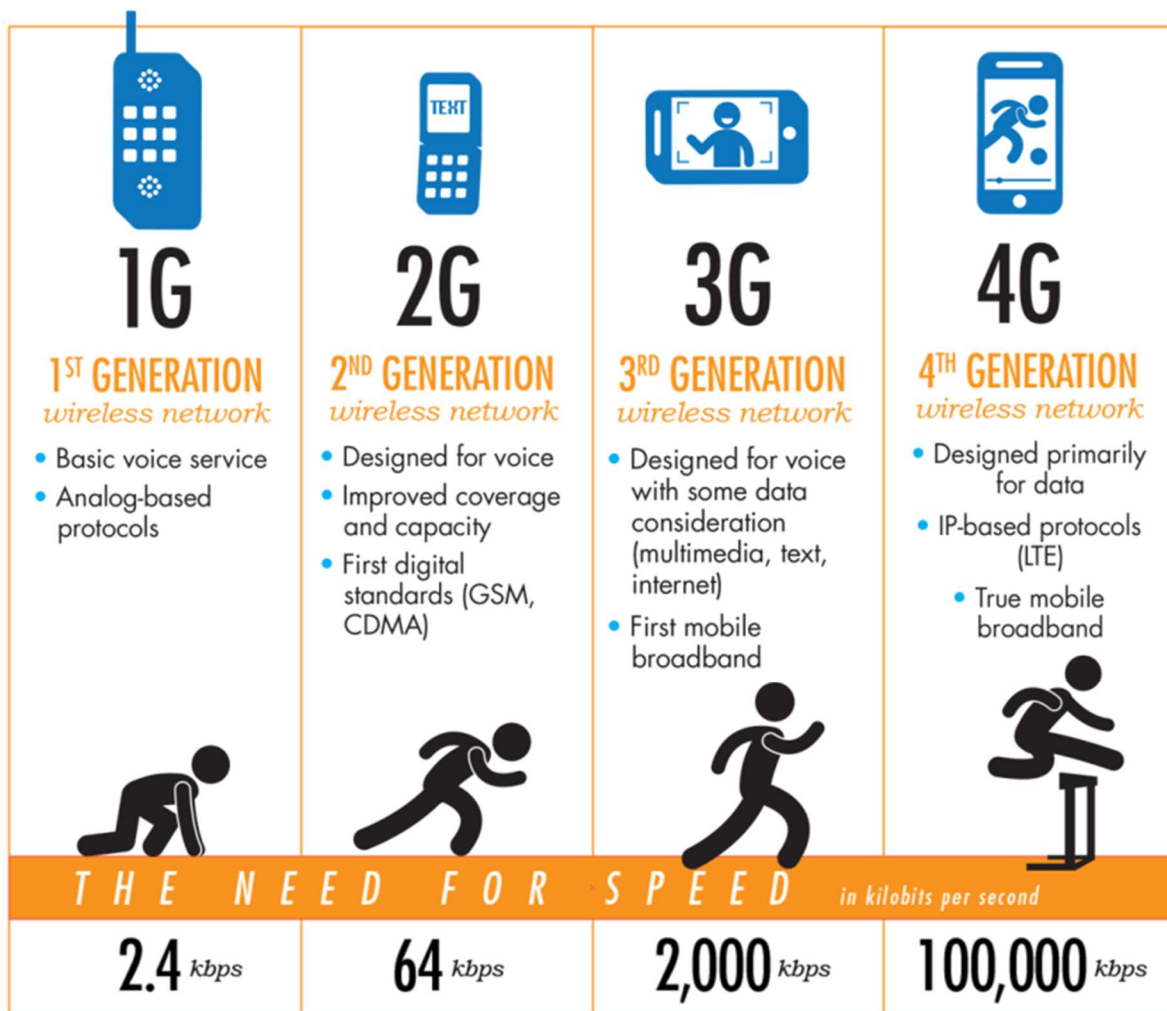 TEXT
1G
1ST GENERATION
wireless network
• Basic voice service
• Analog-based
protocols
2G
2ND GENERATION
wireless network
• Designed for voice
• Improved coverage
and capacity
• First digital
standards (GSM,
CDMA)
3G
3RD GENERATION
wireless network
• Designed for voice
with some data
consideration
(multimedia, text,
internet)
• First mobile
broadband
4G
4TH GENERATION
wireless network
• Designed primarily
for data
• IP-based protocols
(LTE)
• True mobile
broadband
THE NEED FOR SPEED in kilobits per second
2.4 kbps
64 kbps
2,000 kbps
100,000 kbps